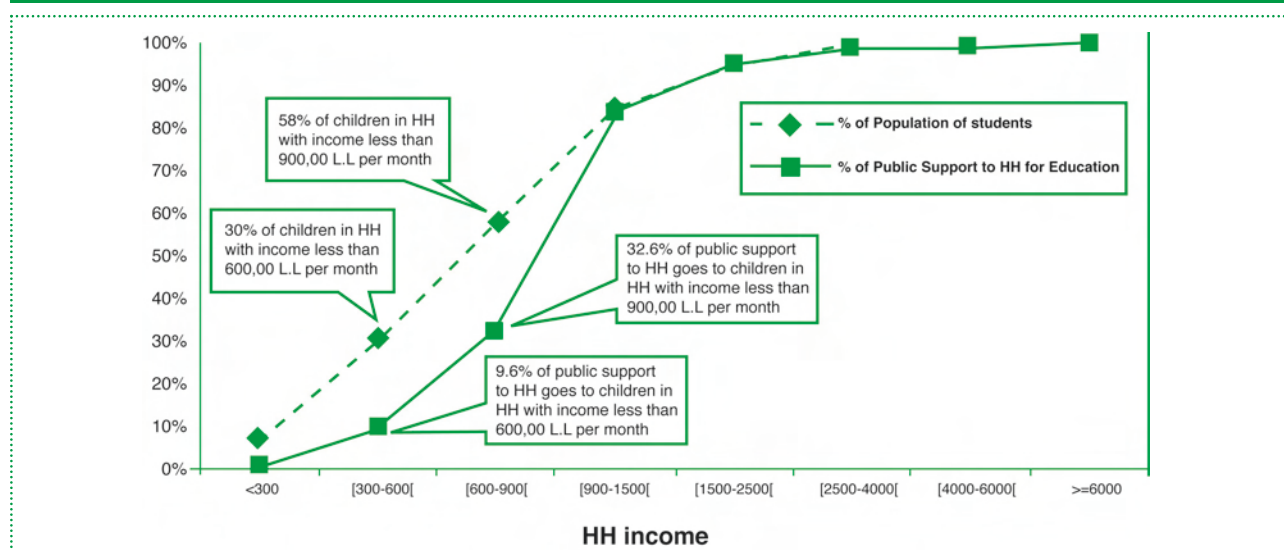 100%
90%
80%
70%
60%
50%
40%
30%
20%
10%
0%
58% of children in HH
with income less than
900,00 L.L per month
30% of children in HH
with income less than
600,00 L.L per month
32.6% of public support
to HH goes to children in
HH with income less than
900,00 L.L per month
9.6% of public support
to HH goes to children in
HH with income less than
600,00 L.L per month
% of Population of students
% of Public Support to HH for Education
<300
[300-600[
[600-900[
[900-1500[
[1500-2500[
[2500-4000[
[4000-6000[
>=6000
HH income